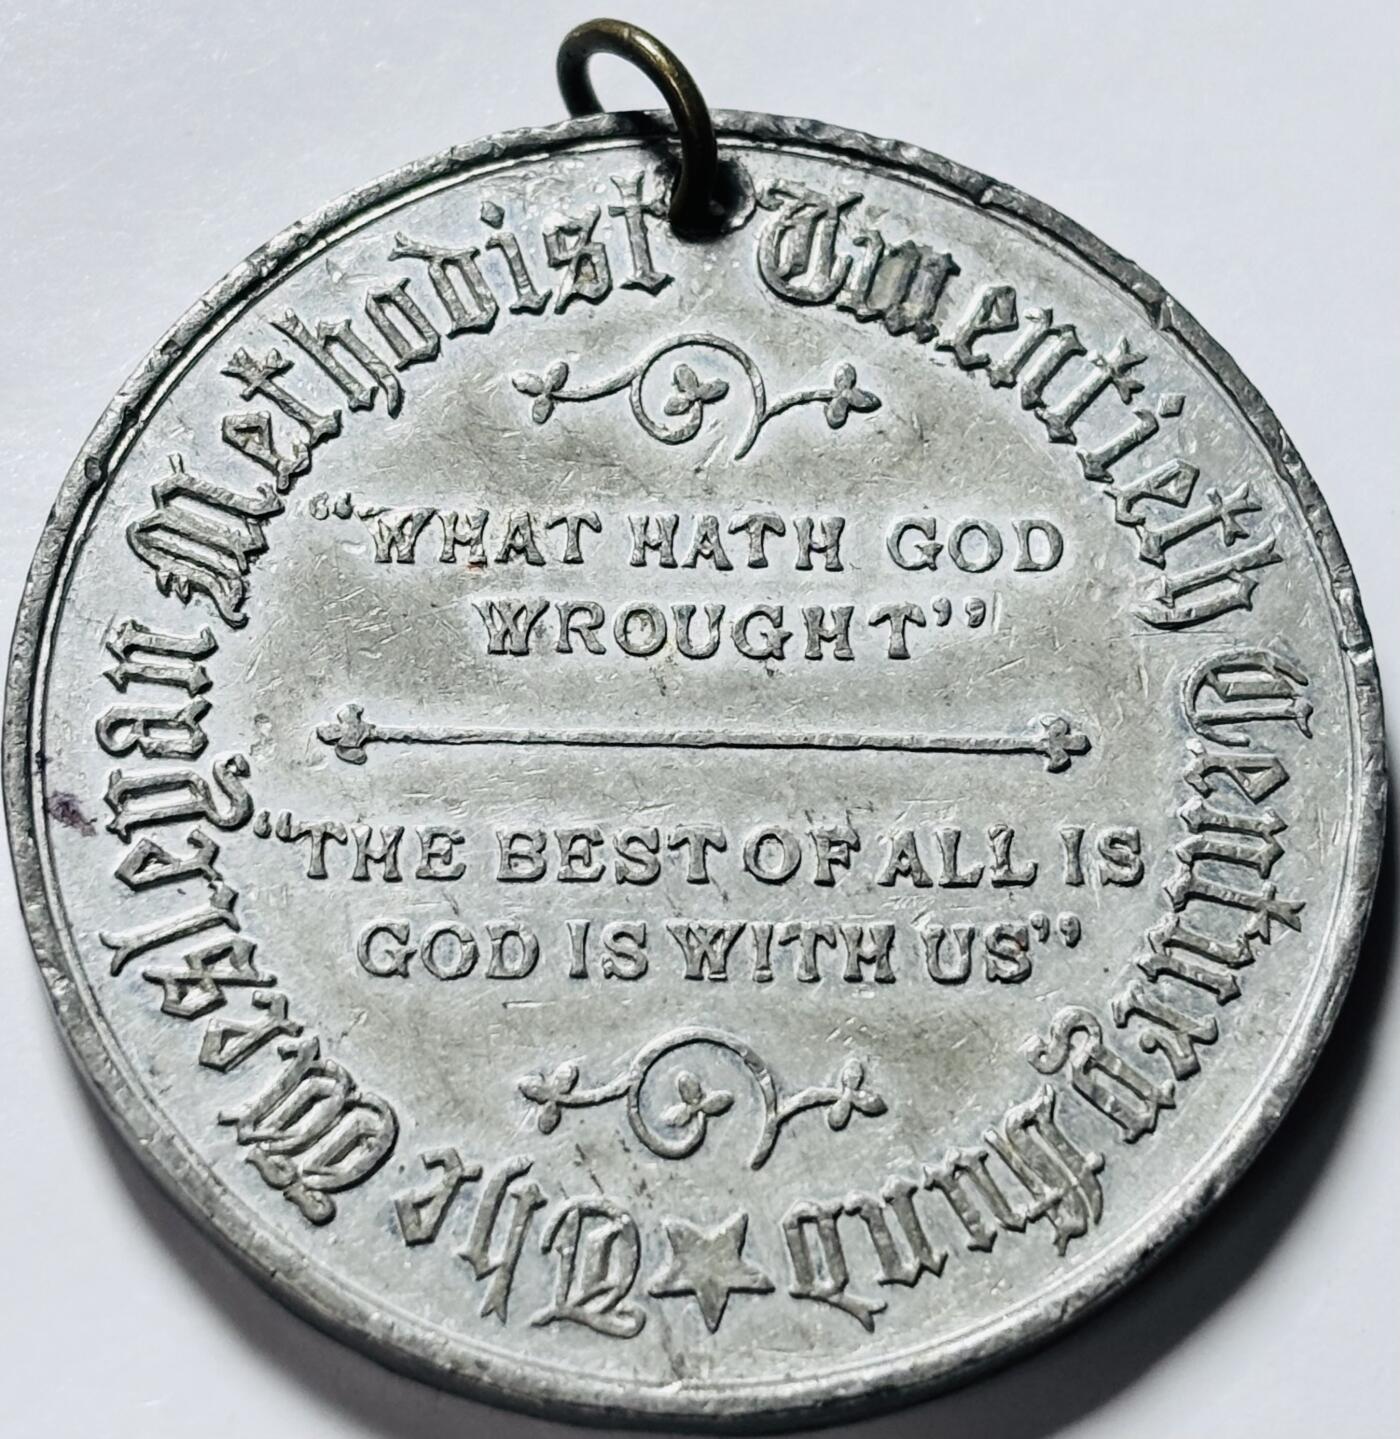 The Wesleyan Methodist Twentieth Century Fund
"WHAT HATH GOD
WROUGHT"
"THE BEST OF ALL IS
GOD IS WITH US"